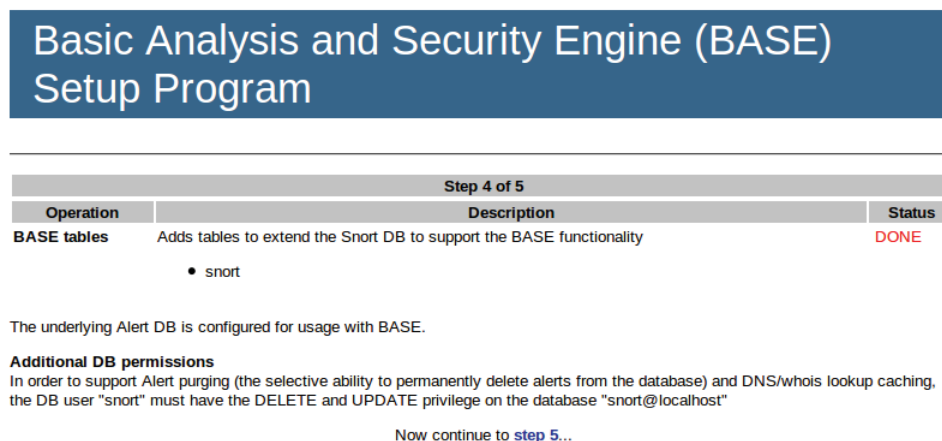 Basic Analysis and Security Engine (BASE)
Setup Program
Step 4 of 5
Operation Description Status
BASE tables Adds tables to extend the Snort DB to support the BASE functionality DONE
• snort
The underlying Alert DB is configured for usage with BASE.
Additional DB permissions
In order to support Alert purging (the selective ability to permanently delete alerts from the database) and DNS/whois lookup caching,
the DB user "snort" must have the DELETE and UPDATE privilege on the database "snort@localhost"
Now continue to step 5...